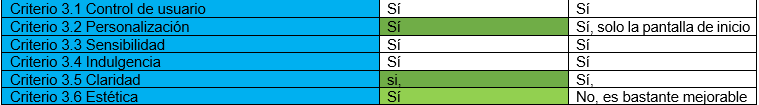 Criterio 3.1 Control de usuario Sí Sí
Criterio 3.2 Personalización Sí Sí, solo la pantalla de inicio
Criterio 3.3 Sensibilidad Sí Sí
Criterio 3.4 Indulgencia Sí Sí
Criterio 3.5 Claridad si, Sí,
Criterio 3.6 Estética Sí No, es bastante mejorable